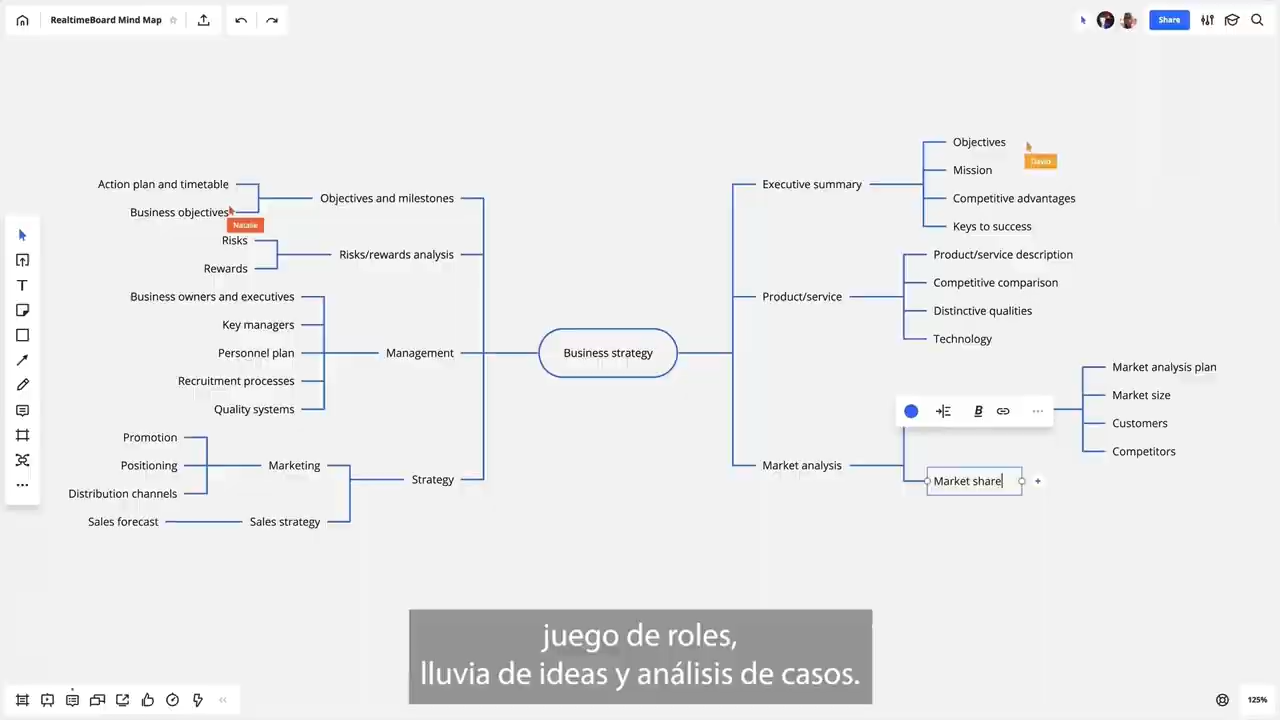 RealtimeBoard Mind Map
Share
Objectives
David
Mission
Executive summary
Competitive advantages
Keys to success
Action plan and timetable
Objectives and milestones
Business objectives
Natalie
Risks
Risks/rewards analysis
Rewards
Product/service description
Competitive comparison
Product/service
Distinctive qualities
Technology
Business owners and executives
Key managers
Personnel plan
Management
Business strategy
Recruitment processes
Quality systems
Market analysis plan
Market size
Customers
Competitors
B
Promotion
Positioning
Marketing
Distribution channels
Strategy
Sales forecast
Sales strategy
Market analysis
Market share
juego de roles,
lluvia de ideas y análisis de casos.
125%